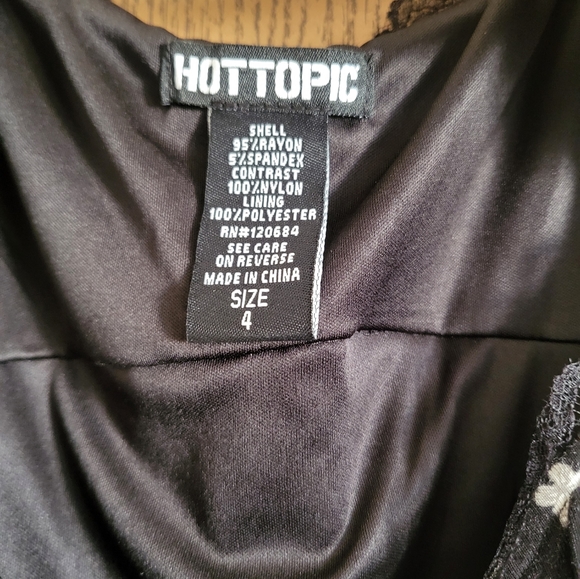 HOTTOPIC
SHELL
95%RAYON
5%SPANDEX
CONTRAST
100%NYLON
LINING
100%POLYESTER
RN#120684
SEE CARE
ON REVERSE
MADE IN CHINA
SIZE
4